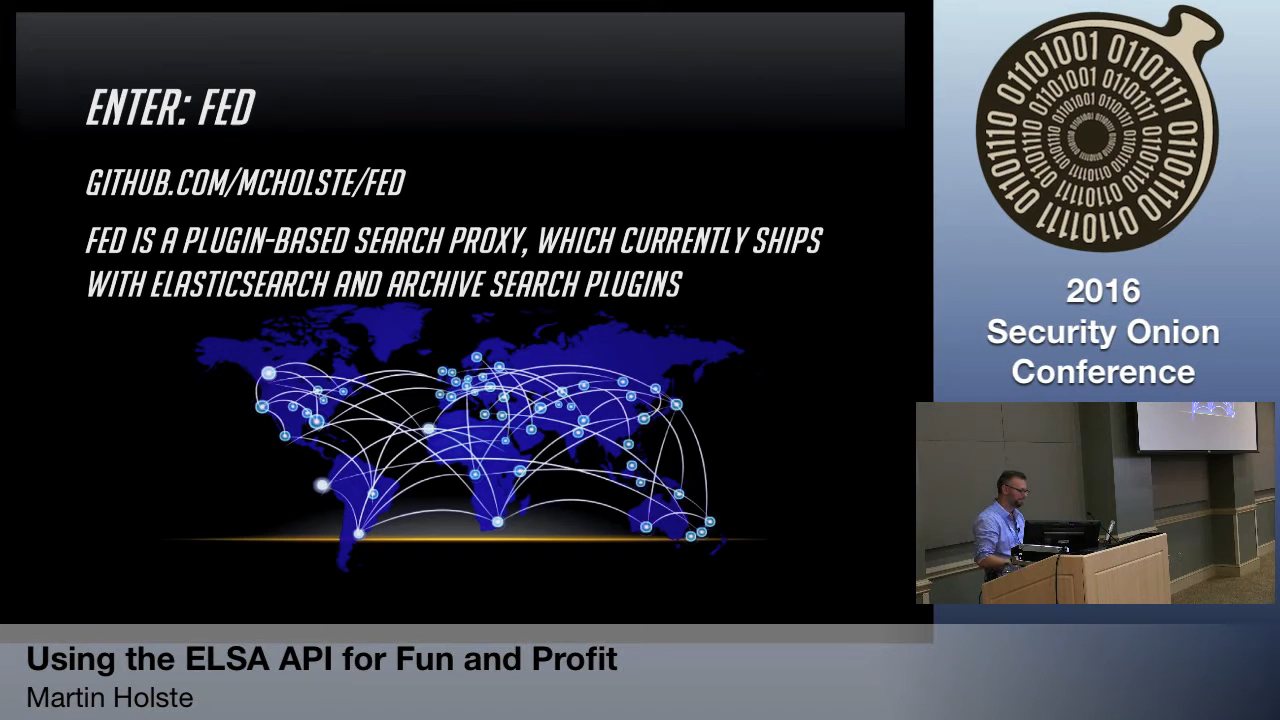 ENTER: FED
GITHUB.COM/MCHOLSTE/FED
FED IS A PLUGIN-BASED SEARCH PROXY, WHICH CURRENTLY SHIPS
WITH ELASTICSEARCH AND ARCHIVE SEARCH PLUGINS
2016
Security Onion
Conference
Using the ELSA API for Fun and Profit
Martin Holste